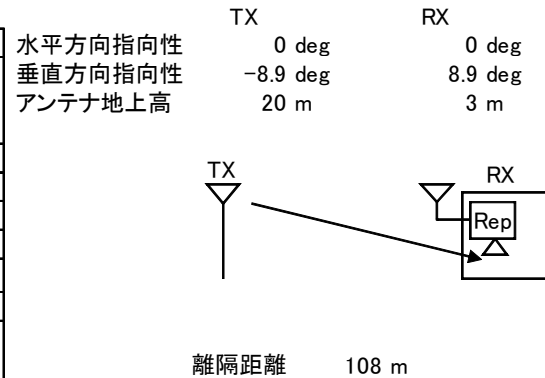 TX RX
水平方向指向性 0 deg 0 deg
垂直方向指向性 -8.9 deg 8.9 deg
アンテナ地上高 20 m 3 m
TX RX
Rep
離隔距離 108 m